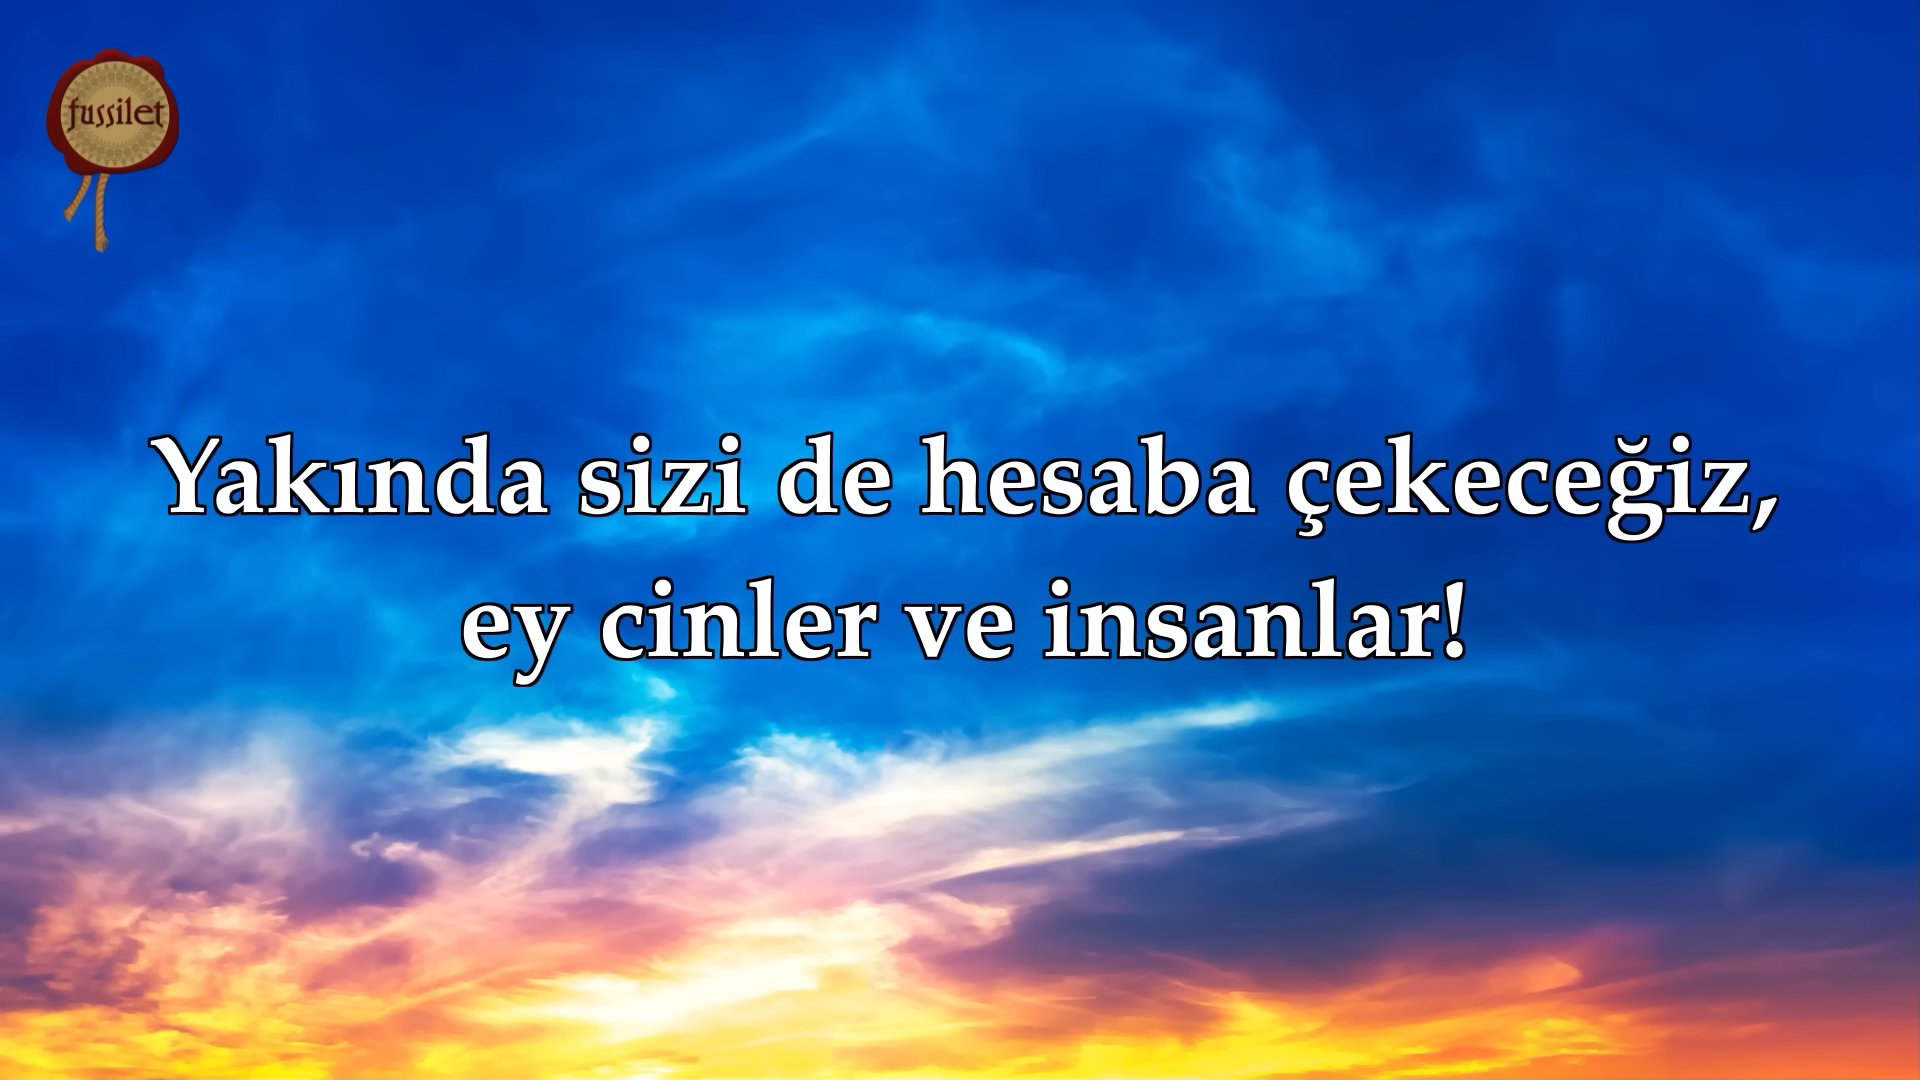 fussilet
Yakında sizi de hesaba çekeceğiz,
ey cinler ve insanlar!